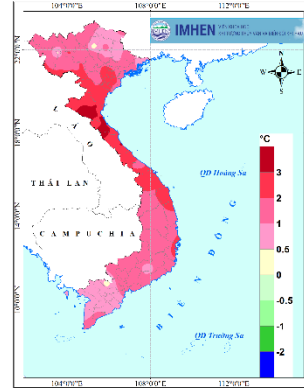 104°0'0"E 108°0'0"E 112°0'0"E
IMHEN
N
W E
S
22°0'0"N
18°0'0"N
14°0'0"N
10°0'0"N
LÀO
THÁI LAN
CAMPUCHIA
QĐ Hoàng Sa
BIỂN ĐÔNG
QĐ Trường Sa
°C
3
2
1
0.5
0
-0.5
-1
-2
104°0'0"E 108°0'0"E 112°0'0"E